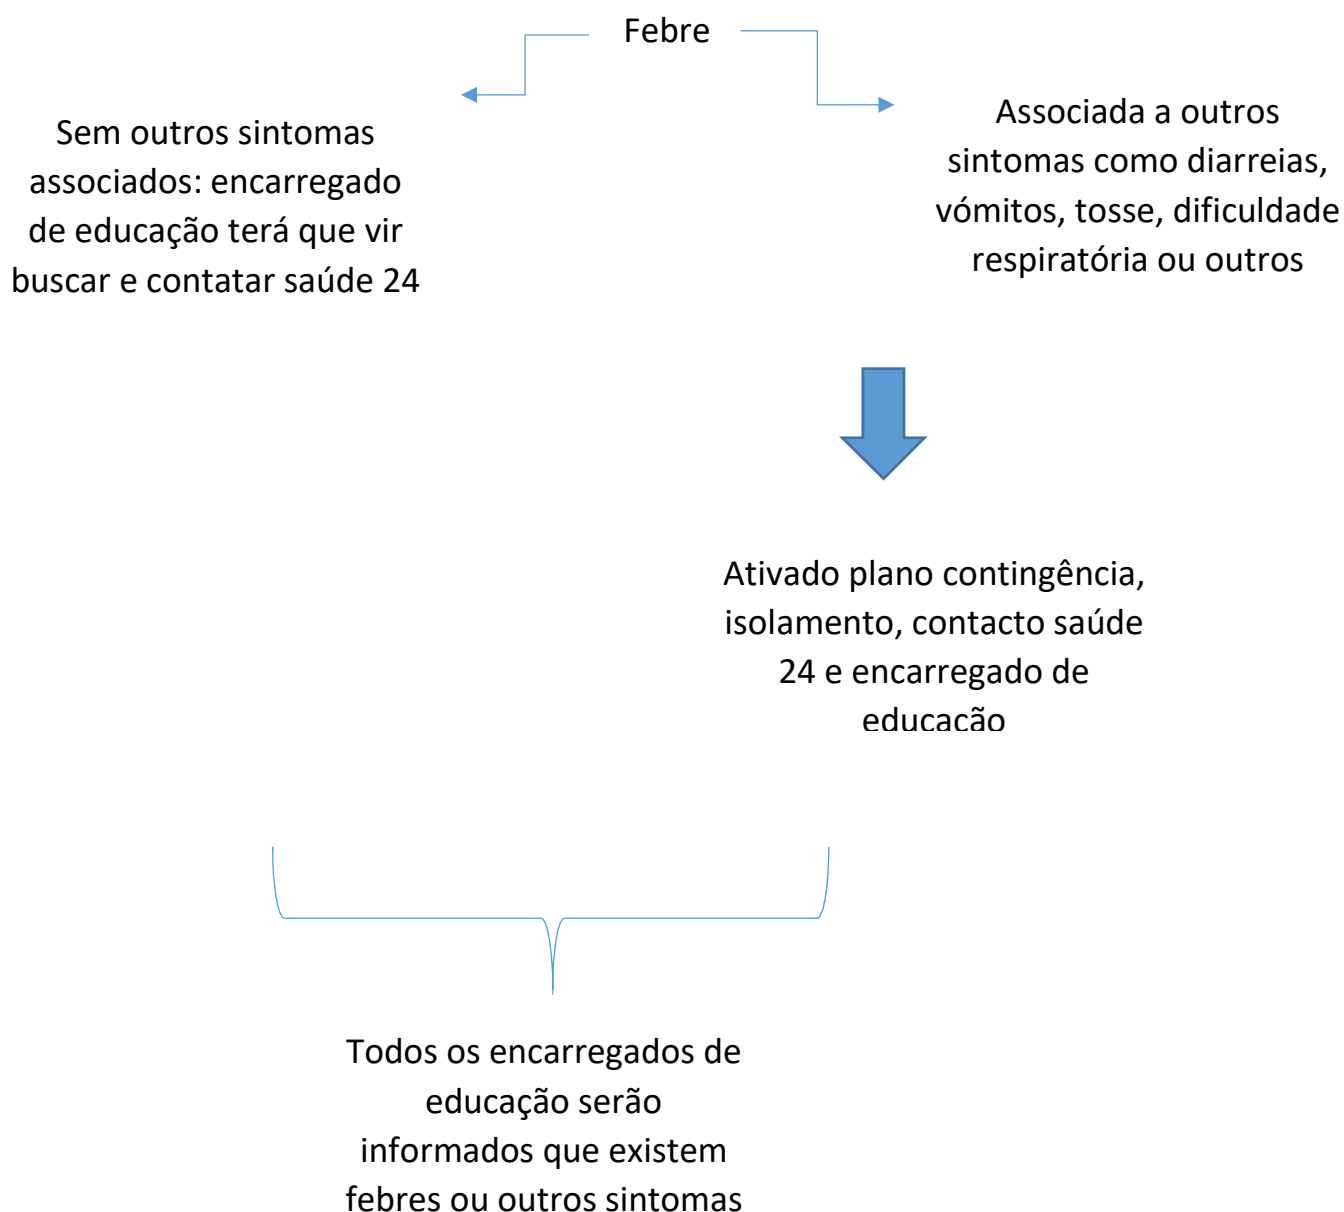 Febre
Sem outros sintomas
associados: encarregado
de educação terá que vir
buscar e contatar saúde 24
Associada a outros
sintomas como diarreias,
vómitos, tosse, dificuldade
respiratória ou outros
Ativado plano contingência,
isolamento, contacto saúde
24 e encarregado de
educação
Todos os encarregados de
educação serão
informados que existem
febres ou outros sintomas